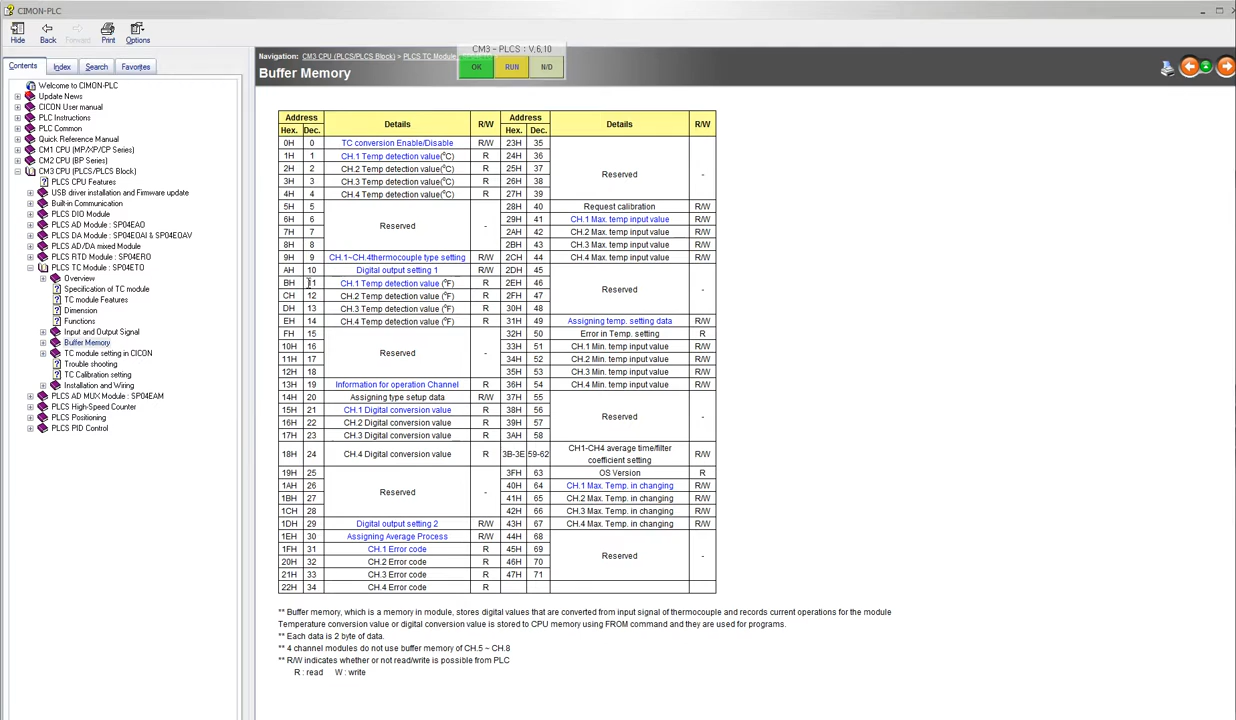 CIMON-PLC
Hide Back Forward Print Options
Contents Index Search Favorites
Welcome to CIMON-PLC
Update News
CICON User manual
PLC Instructions
PLC Common
Quick Reference Manual
CM1 CPU (MP/XP/CP Series)
CM2 CPU (BP Series)
CM3 CPU (PLCS/PLCS Block)
PLCS CPU Features
USB driver installation and Firmware update
Built-in Communication
PLCS DIO Module
PLCS AD Module : SP04EAO
PLCS DA Module : SP04EOAI & SP04EOAV
PLCS AD/DA mixed Module
PLCS RTD Module : SP04ERO
PLCS TC Module : SP04ETO
Overview
Specification of TC module
TC module Features
Dimension
Functions
Input and Output Signal
Buffer Memory
TC module setting in CICON
Trouble shooting
TC Calibration setting
Installation and Wiring
PLCS AD MUX Module : SP04EAM
PLCS High-Speed Counter
PLCS Positioning
PLCS PID Control
CM3 - PLCS : V,6,10
OK RUN N/D
Navigation: CM3 CPU (PLCS/PLCS Block) > PLCS TC Module
Buffer Memory
Address Details R/W Address Details R/W
Hex. Dec. Hex. Dec.
0H 0 TC conversion Enable/Disable R/W 23H 35
1H 1 CH.1 Temp detection value(⁰C) R 24H 36
2H 2 CH.2 Temp detection value(⁰C) R 25H 37 Reserved -
3H 3 CH.3 Temp detection value(⁰C) R 26H 38
4H 4 CH.4 Temp detection value(⁰C) R 27H 39
5H 5 28H 40 Request calibration R/W
6H 6 Reserved - 29H 41 CH.1 Max. temp input value R/W
7H 7 2AH 42 CH.2 Max. temp input value R/W
8H 8 2BH 43 CH.3 Max. temp input value R/W
9H 9 CH.1~CH.4thermocouple type setting R/W 2CH 44 CH.4 Max. temp input value R/W
AH 10 Digital output setting 1 R/W 2DH 45
BH 11 CH.1 Temp detection value (⁰F) R 2EH 46 Reserved -
CH 12 CH.2 Temp detection value (⁰F) R 2FH 47
DH 13 CH.3 Temp detection value (⁰F) R 30H 48
EH 14 CH.4 Temp detection value (⁰F) R 31H 49 Assigning temp. setting data R/W
FH 15 32H 50 Error in Temp. setting R
10H 16 Reserved - 33H 51 CH.1 Min. temp input value R/W
11H 17 34H 52 CH.2 Min. temp input value R/W
12H 18 35H 53 CH.3 Min. temp input value R/W
13H 19 Information for operation Channel R 36H 54 CH.4 Min. temp input value R/W
14H 20 Assigning type setup data R/W 37H 55
15H 21 CH.1 Digital conversion value R 38H 56 Reserved -
16H 22 CH.2 Digital conversion value R 39H 57
17H 23 CH.3 Digital conversion value R 3AH 58
18H 24 CH.4 Digital conversion value R 3B-3E 59-62 CH1-CH4 average time/filter coefficient setting R/W
19H 25 3FH 63 OS Version R
1AH 26 Reserved - 40H 64 CH.1 Max. Temp. in changing R/W
1BH 27 41H 65 CH.2 Max. Temp. in changing R/W
1CH 28 42H 66 CH.3 Max. Temp. in changing R/W
1DH 29 Digital output setting 2 R/W 43H 67 CH.4 Max. Temp. in changing R/W
1EH 30 Assigning Average Process R/W 44H 68
1FH 31 CH.1 Error code R 45H 69 Reserved -
20H 32 CH.2 Error code R 46H 70
21H 33 CH.3 Error code R 47H 71
22H 34 CH.4 Error code R
** Buffer memory, which is a memory in module, stores digital values that are converted from input signal of thermocouple and records current operations for the module
Temperature conversion value or digital conversion value is stored to CPU memory using FROM command and they are used for programs.
** Each data is 2 byte of data.
** 4 channel modules do not use buffer memory of CH.5 ~ CH.8
** R/W indicates whether or not read/write is possible from PLC
R : read W : write